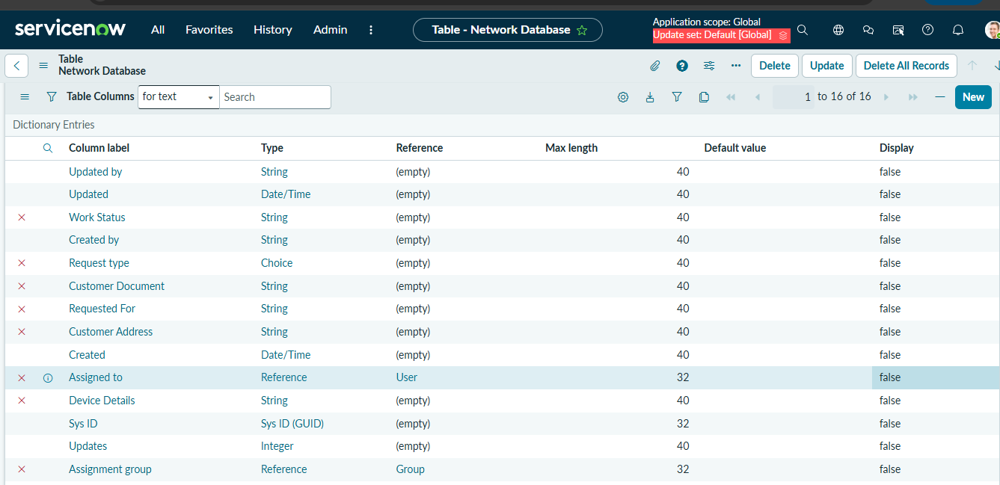 servicenow All Favorites History Admin Table - Network Database Application scope: Global
Update set: Default [Global]
Table
Network Database Delete Update Delete All Records
Table Columns for text Search 1 to 16 of 16 New
Dictionary Entries
Column label Type Reference Max length Default value Display
Updated by String (empty) 40 false
Updated Date/Time (empty) 40 false
Work Status String (empty) 40 false
Created by String (empty) 40 false
Request type Choice (empty) 40 false
Customer Document String (empty) 40 false
Requested For String (empty) 40 false
Customer Address String (empty) 40 false
Created Date/Time (empty) 40 false
Assigned to Reference User 32 false
Device Details String (empty) 40 false
Sys ID Sys ID (GUID) (empty) 32 false
Updates Integer (empty) 40 false
Assignment group Reference Group 32 false